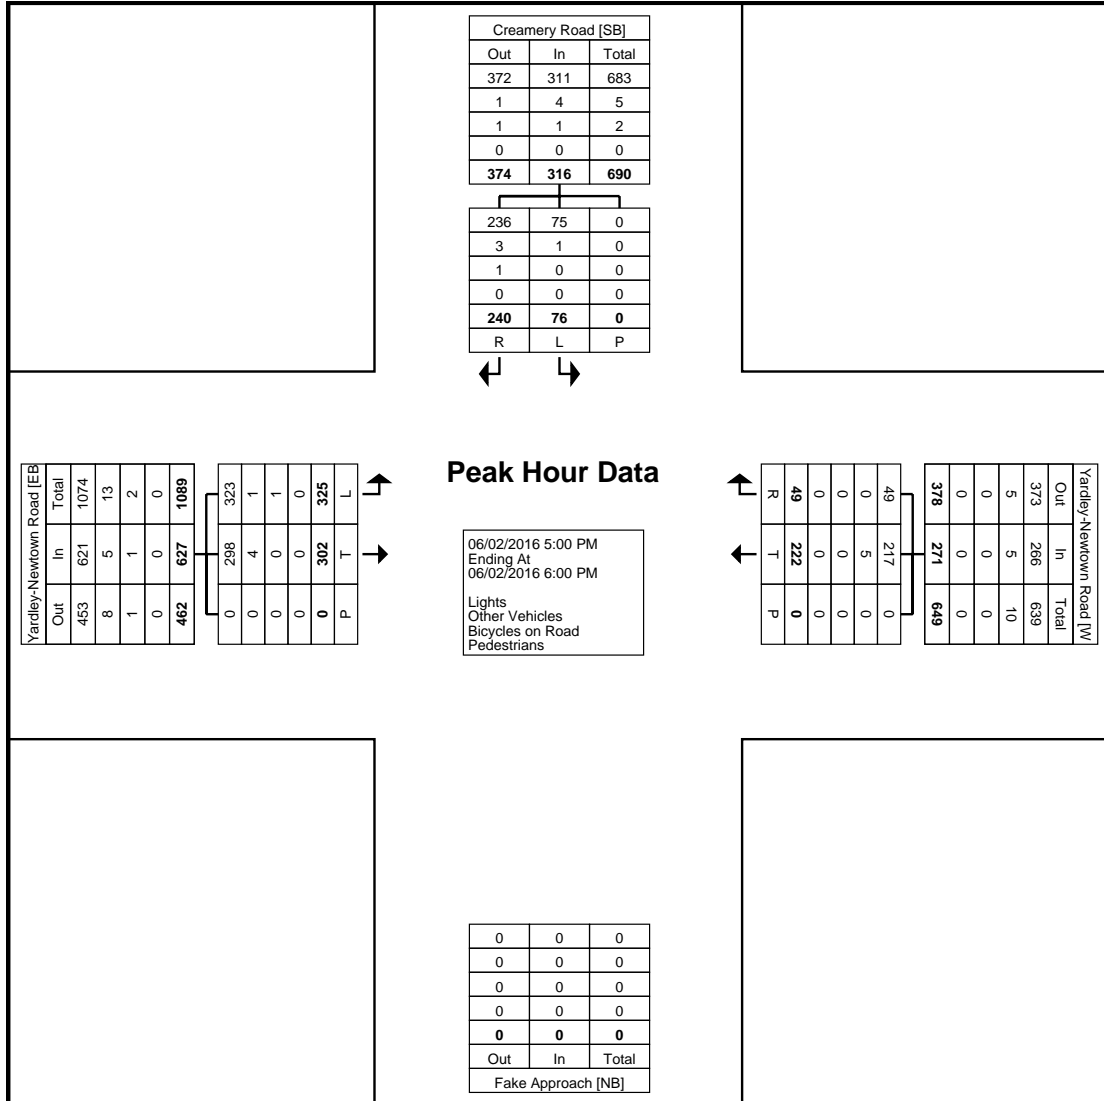 Creamery Road [SB]
Out In Total
372 311 683
1 4 5
1 1 2
0 0 0
374 316 690
236 75 0
3 1 0
1 0 0
0 0 0
240 76 0
R L P
Yardley-Newtown Road [EB
Total 1074 13 2 0 1089
In 621 5 1 0 627
Out 453 8 1 0 462
323 1 1 0 325 L
298 4 0 0 302 T
0 0 0 0 0 P
Peak Hour Data
06/02/2016 5:00 PM
Ending At
06/02/2016 6:00 PM
Lights
Other Vehicles
Bicycles on Road
Pedestrians
R 49 0 0 0 49
T 222 0 0 5 217
P 0 0 0 0 0
Yardley-Newtown Road [W
Out In Total
373 266 639
5 5 10
0 0 0
0 0 0
378 271 649
0 0 0
0 0 0
0 0 0
0 0 0
0 0 0
Out In Total
Fake Approach [NB]